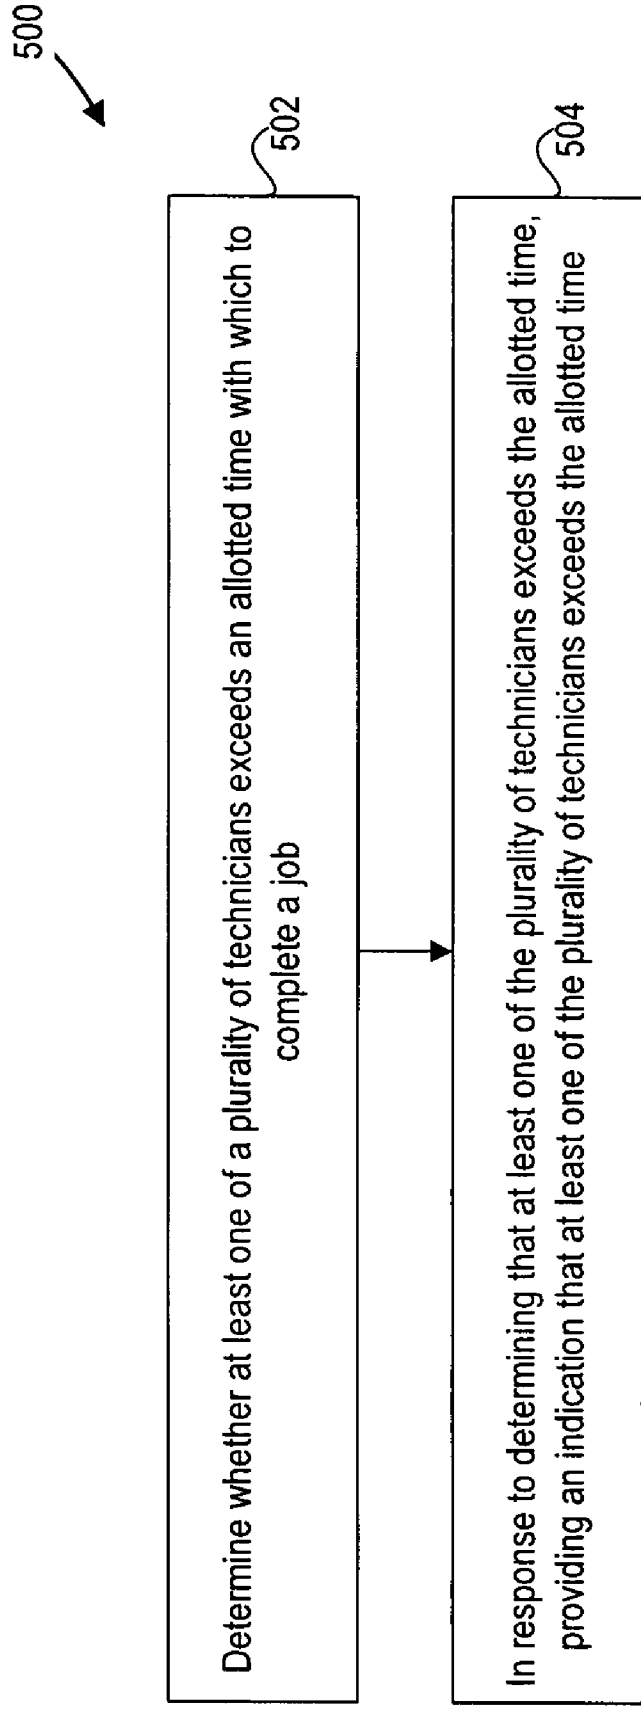 500
Determine whether at least one of a plurality of technicians exceeds an allotted time with which to
complete a job
502
In response to determining that at least one of the plurality of technicians exceeds the allotted time,
providing an indication that at least one of the plurality of technicians exceeds the allotted time
504